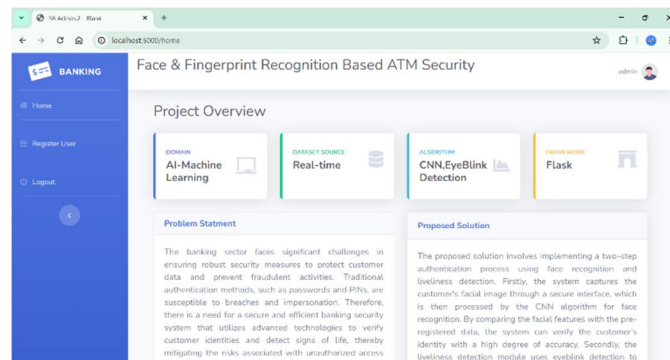 SB Admin 2 - Blank
localhost:5000/home
BANKING
Face & Fingerprint Recognition Based ATM Security
admin
Home
Project Overview
DOMAIN
AI-Machine
Learning
DATASET SOURCE
Real-time
ALGORITHM
CNN,EyeBlink
Detection
FRAMEWORK
Flask
Register User
Logout
Problem Statment
The banking sector faces significant challenges in
ensuring robust security measures to protect customer
data and prevent fraudulent activities. Traditional
authentication methods, such as passwords and PINs, are
susceptible to breaches and impersonation. Therefore,
there is a need for a secure and efficient banking security
system that utilizes advanced technologies to verify
customer identities and detect signs of life, thereby
mitigating the risks associated with unauthorized access
Proposed Solution
The proposed solution involves implementing a two-step
authentication process using face recognition and
liveliness detection. Firstly, the system captures the
customer's facial image through a secure interface, which
is then processed by the CNN algorithm for face
recognition. By comparing the facial features with the pre-
registered data, the system can verify the customer's
identity with a high degree of accuracy. Secondly, the
liveliness detection module uses eyeblink detection to